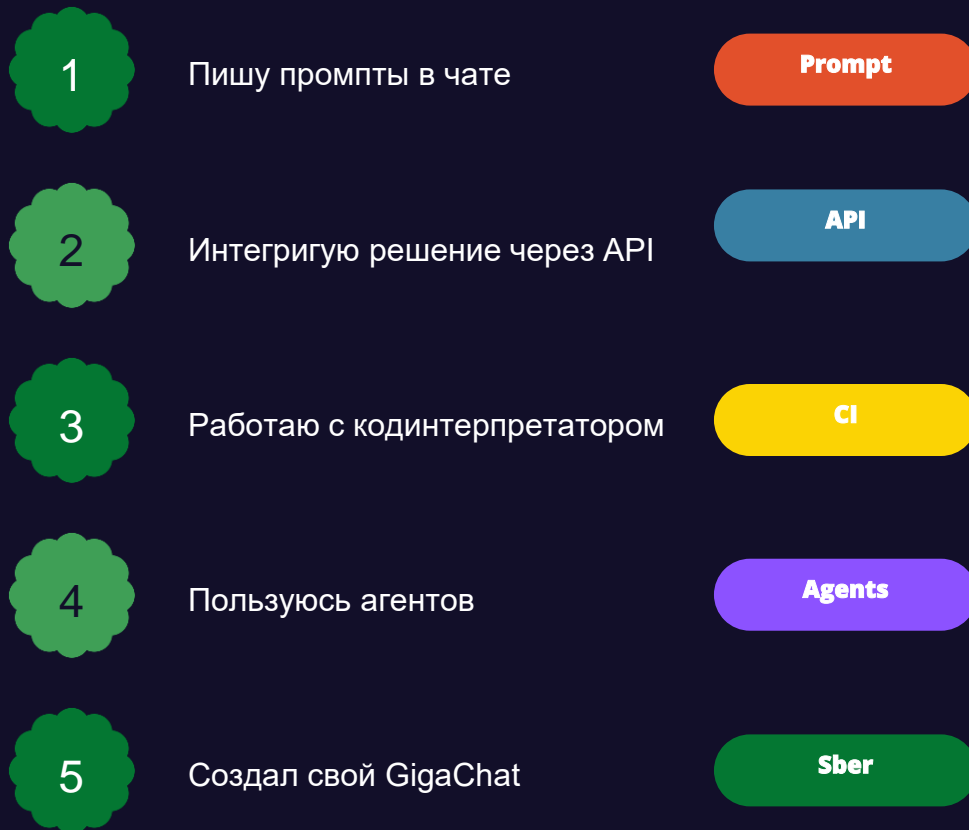 1
Пишу промпты в чате
Prompt
2
Интегригую решение через API
API
3
Работаю с кодинтерпретатором
CI
4
Пользуюсь агентов
Agents
5
Создал свой GigaChat
Sber